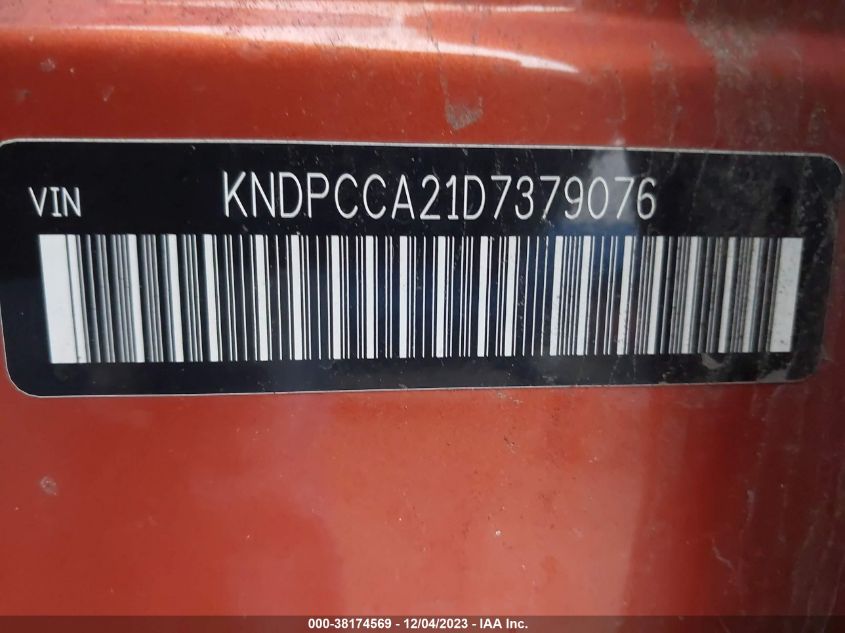 VIN KNDPCCA21D7379076
000-38174569 - 12/04/2023 - IAA Inc.